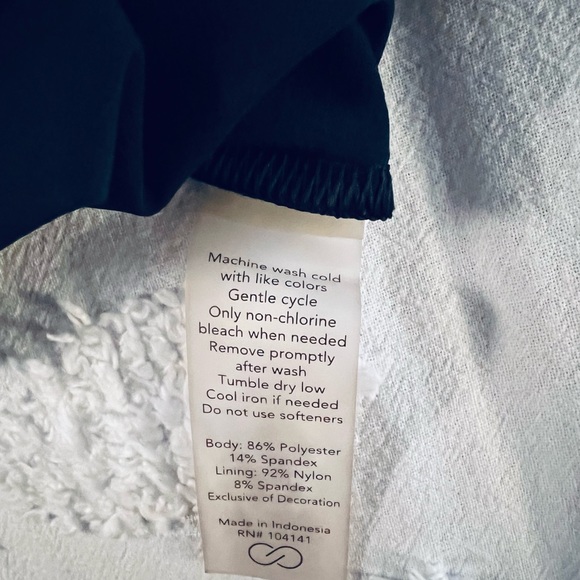 Machine wash cold
with like colors
Gentle cycle
Only non-chlorine
bleach when needed
Remove promptly
after wash
Tumble dry low
Cool iron if needed
Do not use softeners
Body: 86% Polyester
14% Spandex
Lining: 92% Nylon
8% Spandex
Exclusive of Decoration
Made in Indonesia
RN# 104141